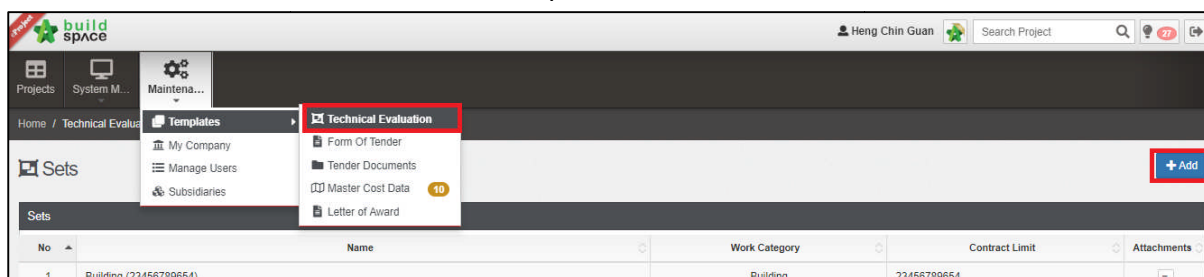 eProject
build
space
Heng Chin Guan
Search Project
27
Projects
System M...
Maintena...
Home / Technical Evalua
Templates
My Company
Manage Users
Subsidiaries
Technical Evaluation
Form Of Tender
Tender Documents
Master Cost Data 10
Letter of Award
Sets
+ Add
Sets
No Name Work Category Contract Limit Attachments
1 Building (23456789654) Building 23456789654